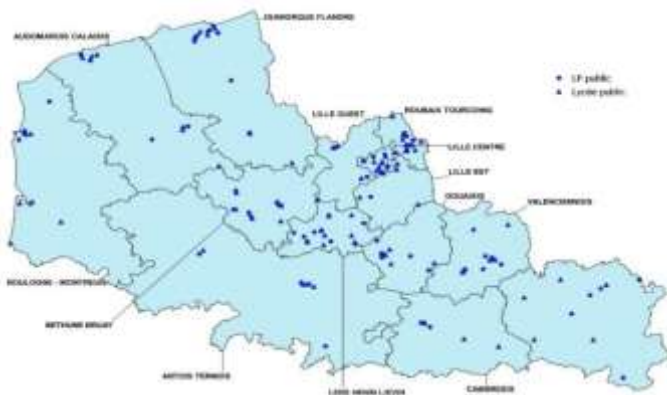 DUNKERQUE FLANDRE
AUDOMAROIS CALAISIS
LP public
Lycée public
LILLE OUEST
ROUBAIX TOURCOING
LILLE CENTRE
LILLE EST
DOUAISIS
VALENCIENNOIS
BOULOGNE - MONTREUIL
BETHUNE BRUAY
ARTOIS TERNOIS
LENS HENIN LIEVIN
CAMBRESIS